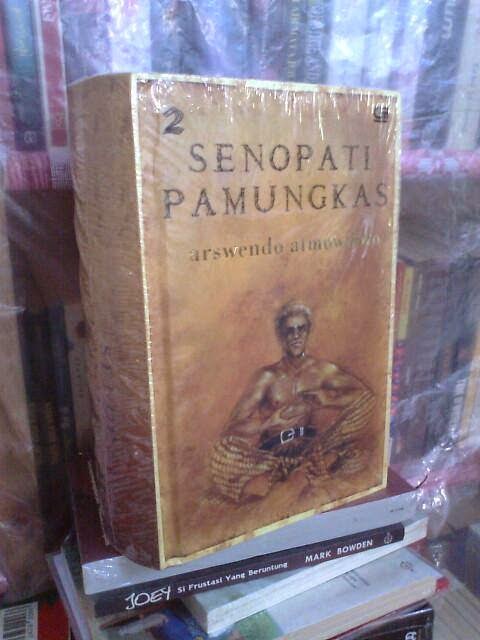 2
SENOPATI
PAMUNGKAS
arswendo atmowiloto
JOEY Si Frustasi Yang Beruntung MARK BOWDEN